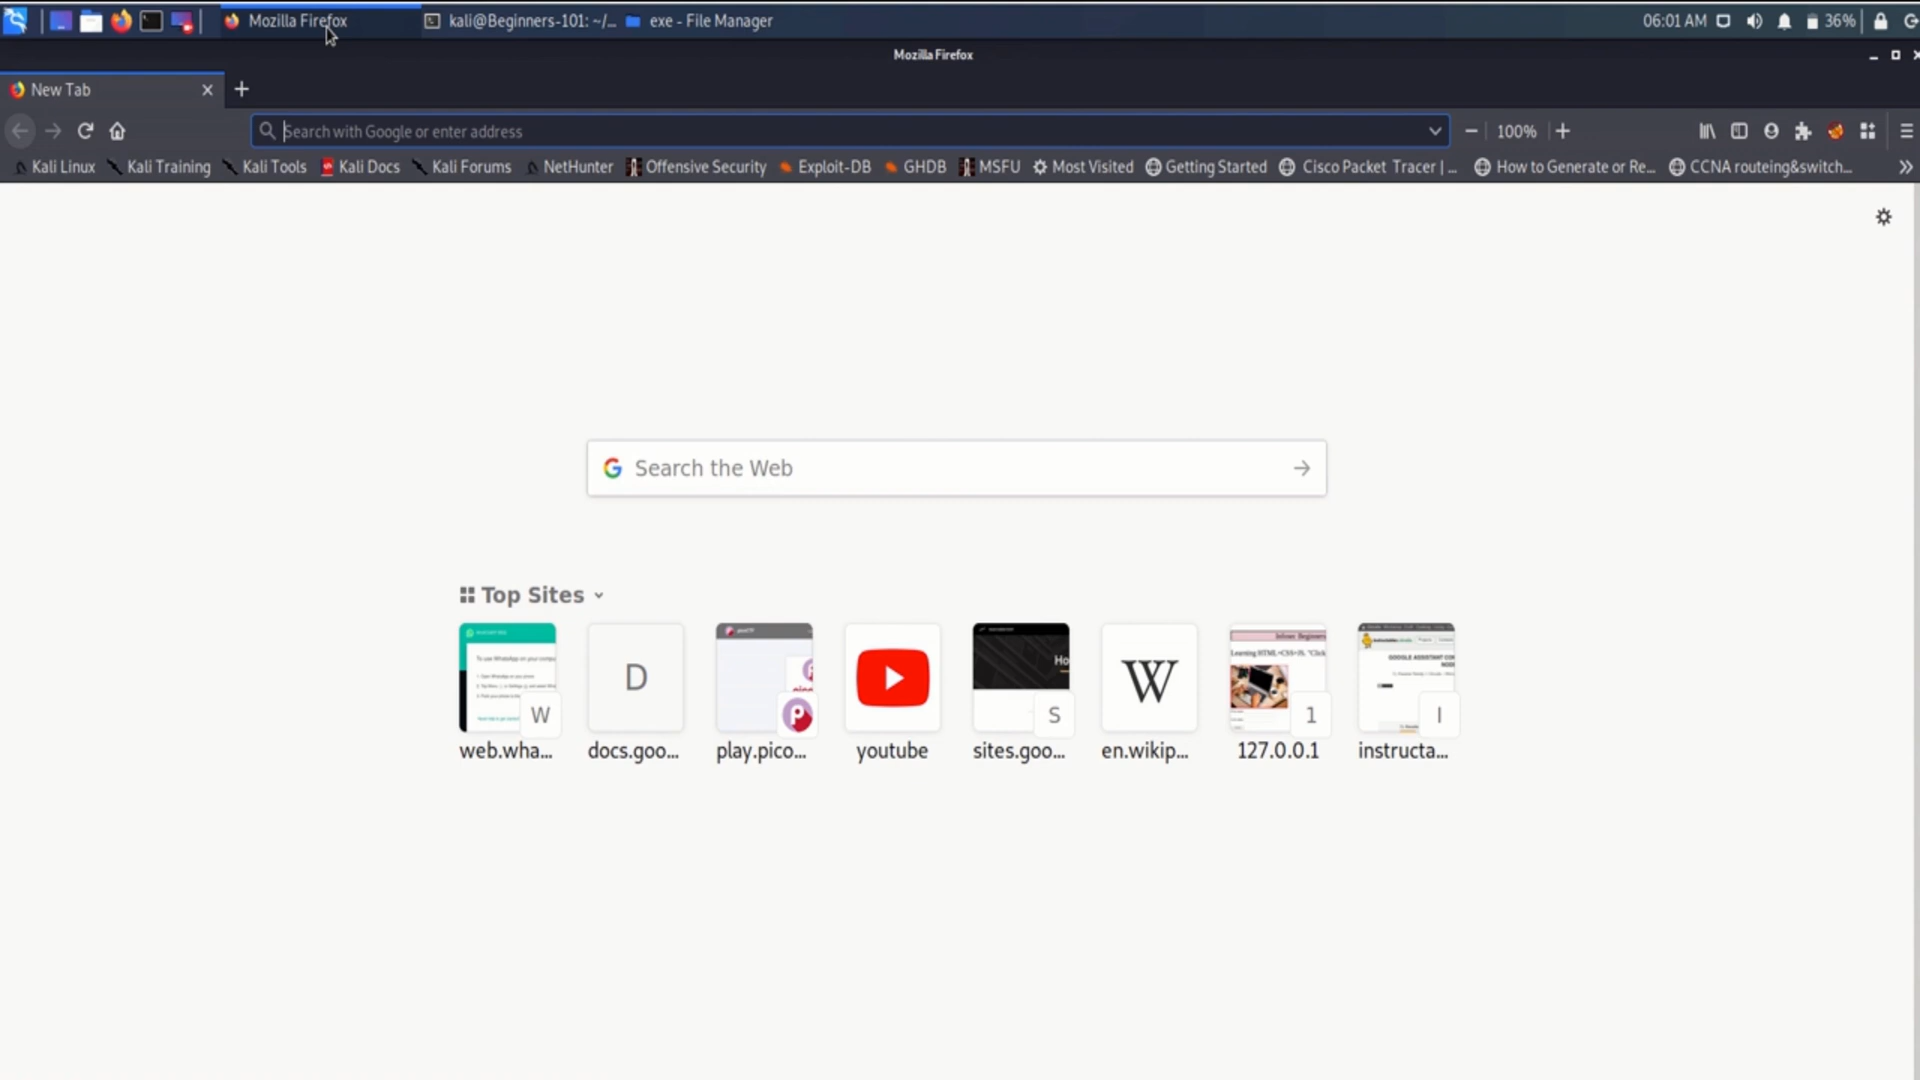 Mozilla Firefox
kali@Beginners-101: ~/...
exe - File Manager
06:01 AM
36%
Mozilla Firefox
New Tab
Search with Google or enter address
100%
Kali Linux
Kali Training
Kali Tools
Kali Docs
Kali Forums
NetHunter
Offensive Security
Exploit-DB
GHDB
MSFU
Most Visited
Getting Started
Cisco Packet Tracer | ...
How to Generate or Re...
CCNA routeing&switch...
Search the Web
Top Sites
W
D
S
W
1
I
web.wha...
docs.goo...
play.pico...
youtube
sites.goo...
en.wikip...
127.0.0.1
instructa...